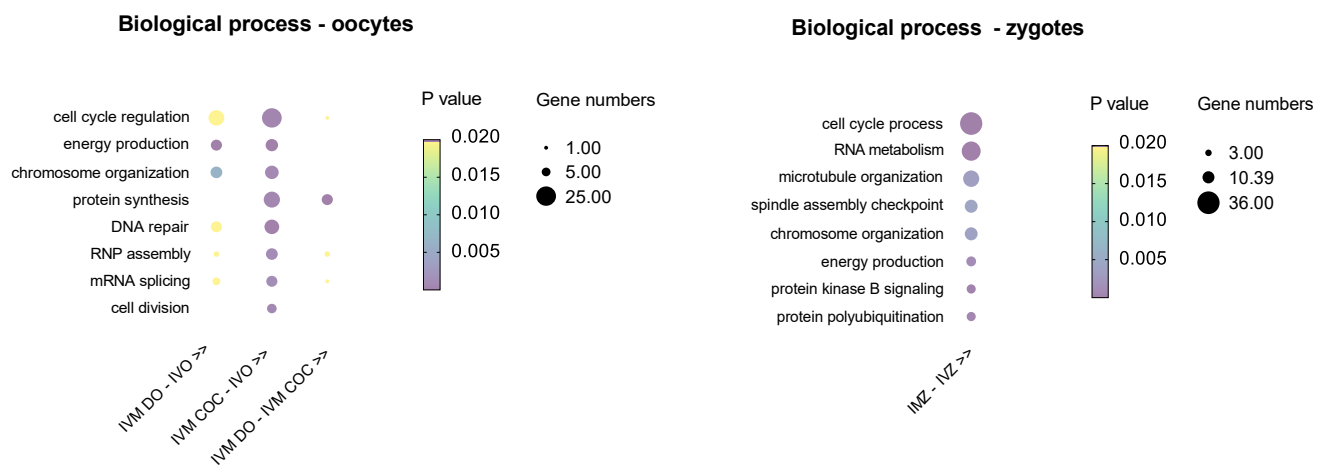 Biological process - oocytes
cell cycle regulation
energy production
chromosome organization
protein synthesis
DNA repair
RNP assembly
mRNA splicing
cell division
IVM DO - IVO >>
IVM COC - IVO >>
IVM DO - IVM COC >>
P value
0.020
0.015
0.010
0.005
Gene numbers
1.00
5.00
25.00
Biological process - zygotes
cell cycle process
RNA metabolism
microtubule organization
spindle assembly checkpoint
chromosome organization
energy production
protein kinase B signaling
protein polyubiquitination
IMZ - IVZ >>
P value
0.020
0.015
0.010
0.005
Gene numbers
3.00
10.39
36.00